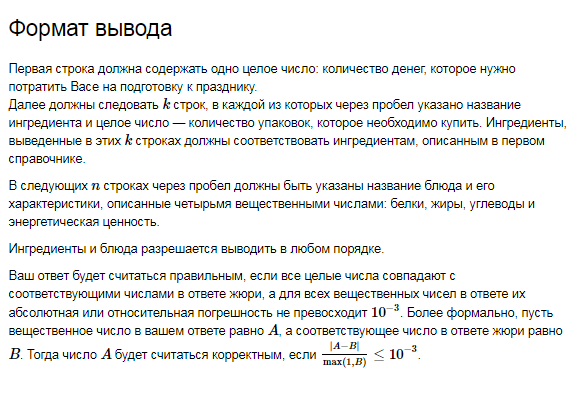 Формат вывода
Первая строка должна содержать одно целое число: количество денег, которое нужно
потратить Васе на подготовку к празднику.
Далее должны следовать k строк, в каждой из которых через пробел указано название
ингредиента и целое число — количество упаковок, которое необходимо купить. Ингредиенты,
выведенные в этих k строках должны соответствовать ингредиентам, описанным в первом
справочнике.
В следующих n строках через пробел должны быть указаны название блюда и его
характеристики, описанные четырьмя вещественными числами: белки, жиры, углеводы и
энергетическая ценность.
Ингредиенты и блюда разрешается выводить в любом порядке.
Ваш ответ будет считаться правильным, если все целые числа совпадают с
соответствующими числами в ответе жюри, а для всех вещественных чисел в ответе их
абсолютная или относительная погрешность не превосходит 10⁻³. Более формально, пусть
вещественное число в вашем ответе равно A, а соответствующее число в ответе жюри равно
B. Тогда число A будет считаться корректным, если |A−B| / max(1,B) ≤ 10⁻³.